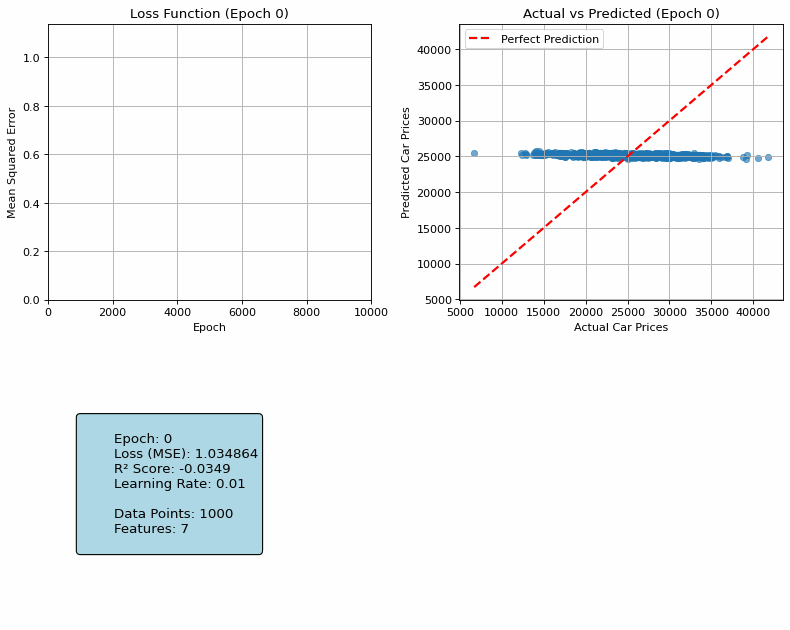 Loss Function (Epoch 0)
1.0
0.8
0.6
0.4
0.2
0.0
Mean Squared Error
0 2000 4000 6000 8000 10000
Epoch
Actual vs Predicted (Epoch 0)
Perfect Prediction
40000
35000
30000
25000
20000
15000
10000
5000
Predicted Car Prices
5000 10000 15000 20000 25000 30000 35000 40000
Actual Car Prices
Epoch: 0
Loss (MSE): 1.034864
R² Score: -0.0349
Learning Rate: 0.01
Data Points: 1000
Features: 7